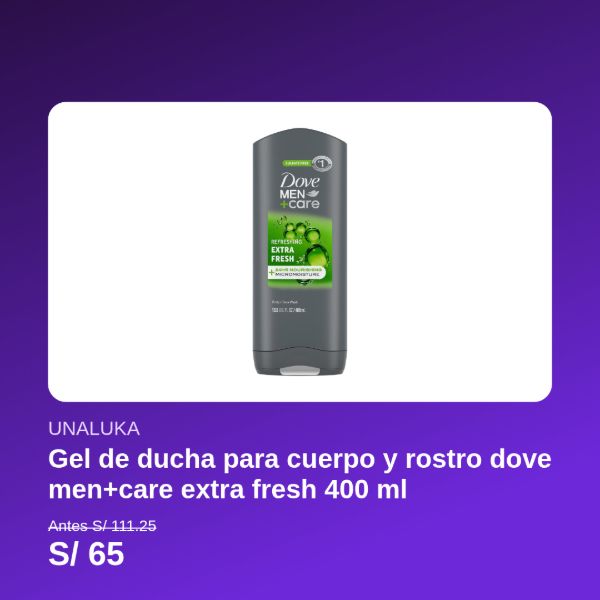 #1
Dove
MEN
+care
REFRESHING
EXTRA
FRESH
MICROMOISTURE
UNALUKA
Gel de ducha para cuerpo y rostro dove
men+care extra fresh 400 ml
Antes S/ 111.25
S/ 65